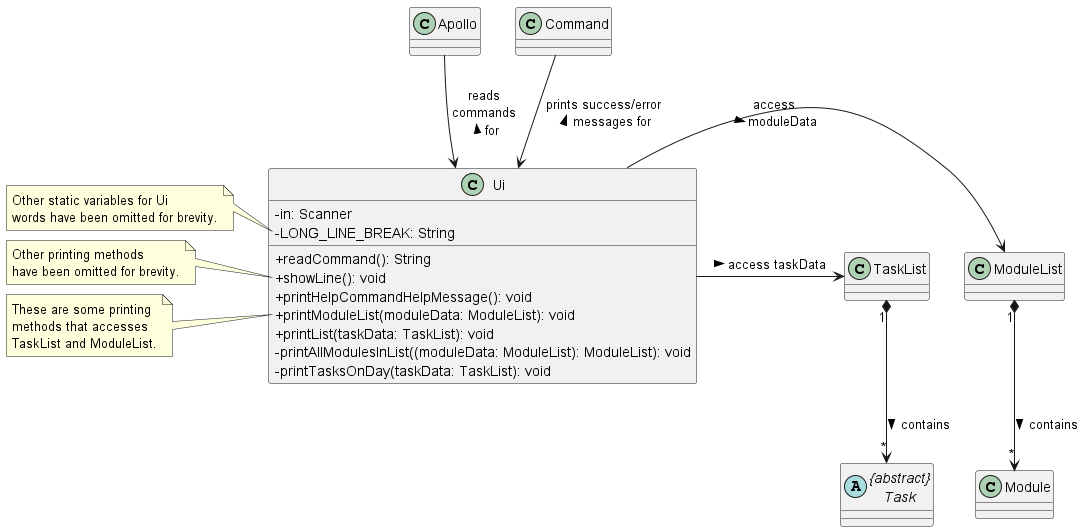 C Apollo
C Command
reads
commands
for
prints success/error
messages for
access
moduleData
C Ui
-in: Scanner
-LONG_LINE_BREAK: String
+readCommand(): String
+showLine(): void
+printHelpCommandHelpMessage(): void
+printModuleList(moduleData: ModuleList): void
+printList(taskData: TaskList): void
-printAllModulesInList((moduleData: ModuleList): ModuleList): void
-printTasksOnDay(taskData: TaskList): void
Other static variables for Ui
words have been omitted for brevity.
Other printing methods
have been omitted for brevity.
These are some printing
methods that accesses
TaskList and ModuleList.
access taskData
C TaskList
C ModuleList
1
1
contains
contains
*
*
A {abstract}
Task
C Module